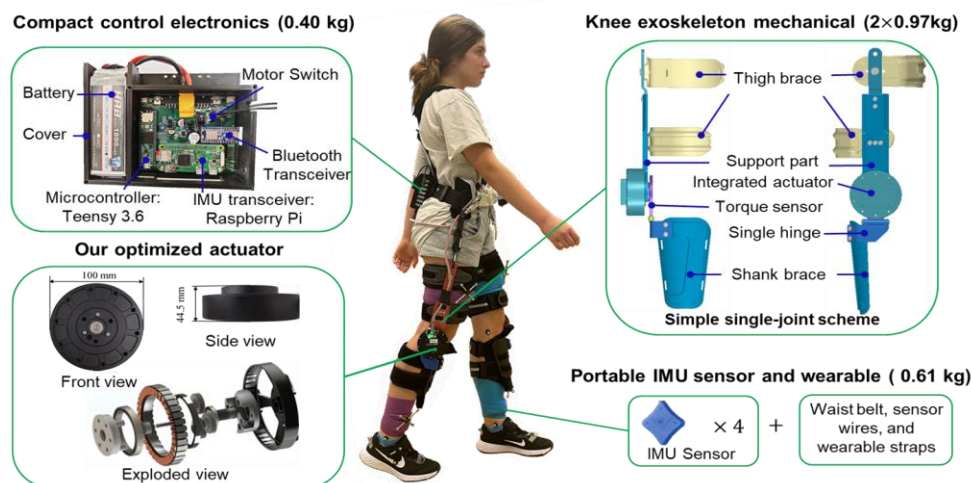 Compact control electronics (0.40 kg)
Battery
Cover
Motor Switch
Bluetooth
Transceiver
Microcontroller:
Teensy 3.6
IMU transceiver:
Raspberry Pi
Our optimized actuator
100 mm
44.5 mm
Side view
Front view
Exploded view
Knee exoskeleton mechanical (2×0.97kg)
Thigh brace
Support part
Integrated actuator
Torque sensor
Single hinge
Shank brace
Simple single-joint scheme
Portable IMU sensor and wearable ( 0.61 kg)
× 4
+
IMU Sensor
Waist belt, sensor
wires, and
wearable straps